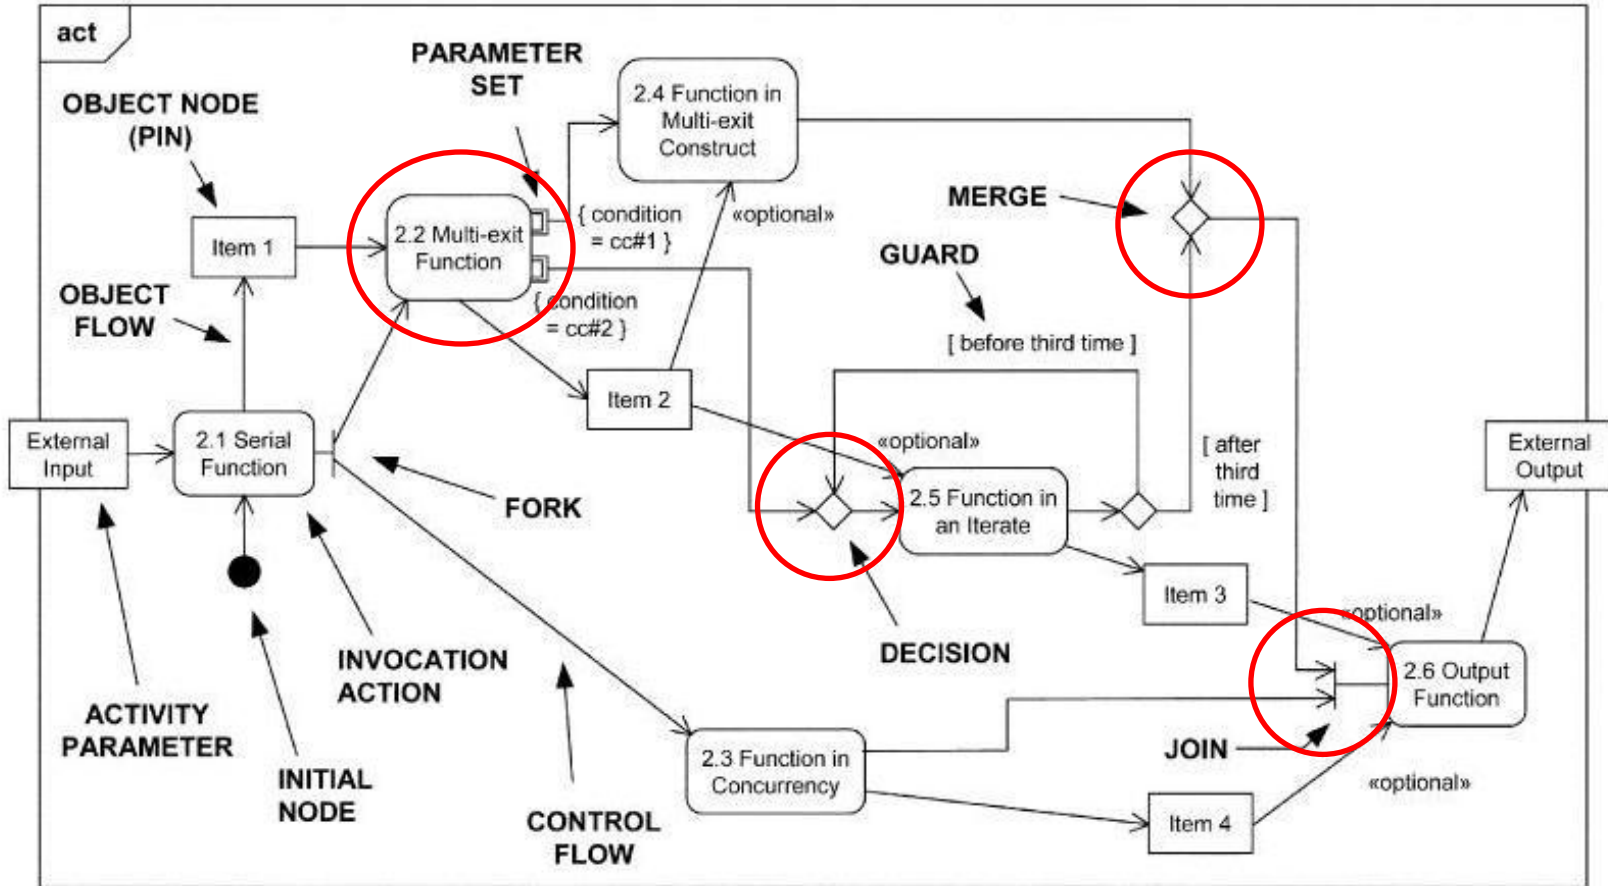 act
PARAMETER
SET
2.4 Function in
Multi-exit
Construct
OBJECT NODE
(PIN)
MERGE
«optional»
{ condition
= cc#1 }
2.2 Multi-exit
Function
Item 1
GUARD
OBJECT
FLOW
{ condition
= cc#2 }
[ before third time ]
Item 2
«optional»
[ after
third
time ]
External
Input
2.1 Serial
Function
External
Output
FORK
2.5 Function in
an Iterate
Item 3
«optional»
DECISION
INVOCATION
ACTION
2.6 Output
Function
ACTIVITY
PARAMETER
JOIN
2.3 Function in
Concurrency
INITIAL
NODE
«optional»
CONTROL
FLOW
Item 4